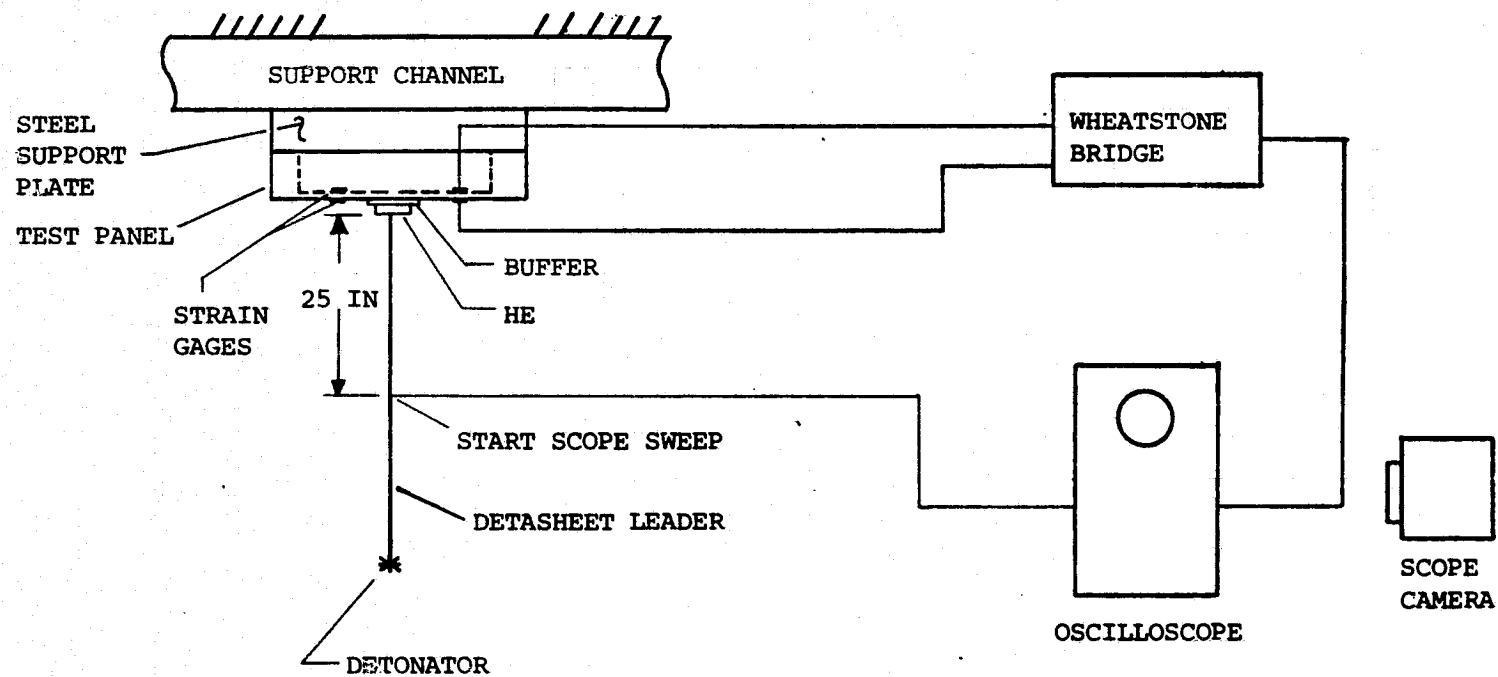 SUPPORT CHANNEL
STEEL
SUPPORT
PLATE
TEST PANEL
WHEATSTONE
BRIDGE
BUFFER
HE
25 IN
STRAIN
GAGES
START SCOPE SWEEP
DETASHEET LEADER
DETONATOR
OSCILLOSCOPE
SCOPE
CAMERA